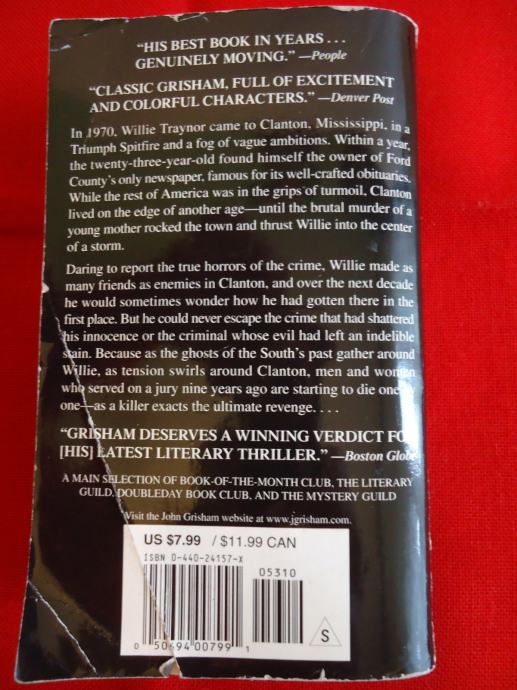 “HIS BEST BOOK IN YEARS . . .
GENUINELY MOVING.” —People
“CLASSIC GRISHAM, FULL OF EXCITEMENT
AND COLORFUL CHARACTERS.” —Denver Post
In 1970, Willie Traynor came to Clanton, Mississippi, in a
Triumph Spitfire and a fog of vague ambitions. Within a year,
the twenty-three-year-old found himself the owner of Ford
County’s only newspaper, famous for its well-crafted obituaries.
While the rest of America was in the grips of turmoil, Clanton
lived on the edge of another age—until the brutal murder of a
young mother rocked the town and thrust Willie into the center
of a storm.
Daring to report the true horrors of the crime, Willie made as
many friends as enemies in Clanton, and over the next decade
he would sometimes wonder how he had gotten there in the
first place. But he could never escape the crime that had shattered
his innocence or the criminal whose evil had left an indelible
stain. Because as the ghosts of the South’s past gather around
Willie, as tension swirls around Clanton, men and women
who served on a jury nine years ago are starting to die one by
one—as a killer exacts the ultimate revenge. . . .
“GRISHAM DESERVES A WINNING VERDICT FO
[HIS] LATEST LITERARY THRILLER.” —Boston Globe
A MAIN SELECTION OF BOOK-OF-THE-MONTH CLUB, THE LITERARY
GUILD, DOUBLEDAY BOOK CLUB, AND THE MYSTERY GUILD
Visit the John Grisham website at www.jgrisham.com.
US $7.99 / $11.99 CAN
ISBN 0-440-24157-X
05310
0 50694 00799 1
S